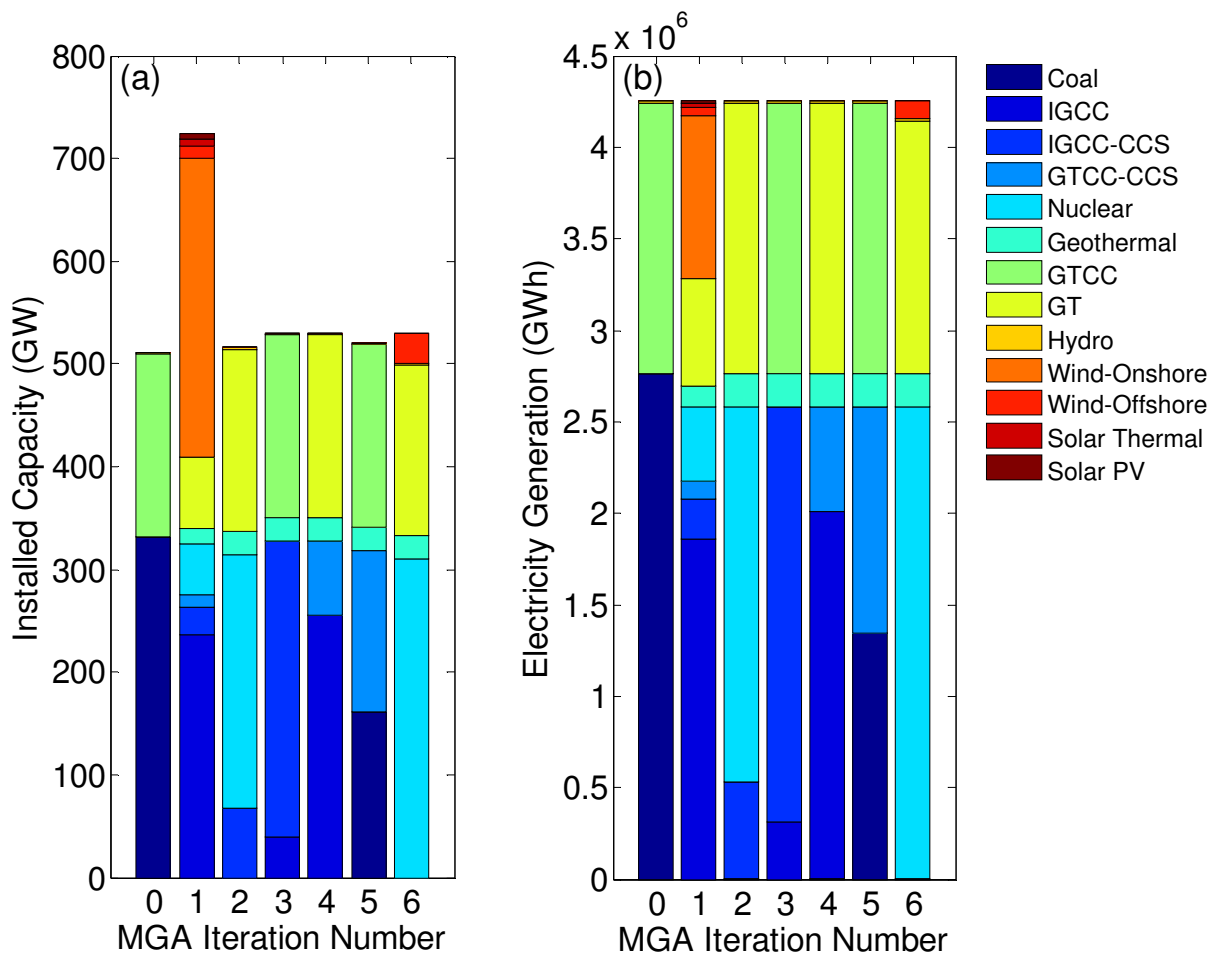 (a)
800
700
600
500
400
300
200
100
0
Installed Capacity (GW)
0 1 2 3 4 5 6
MGA Iteration Number
x 10^6
(b)
4.5
4
3.5
3
2.5
2
1.5
1
0.5
0
Electricity Generation (GWh)
0 1 2 3 4 5 6
MGA Iteration Number
Coal
IGCC
IGCC-CCS
GTCC-CCS
Nuclear
Geothermal
GTCC
GT
Hydro
Wind-Onshore
Wind-Offshore
Solar Thermal
Solar PV